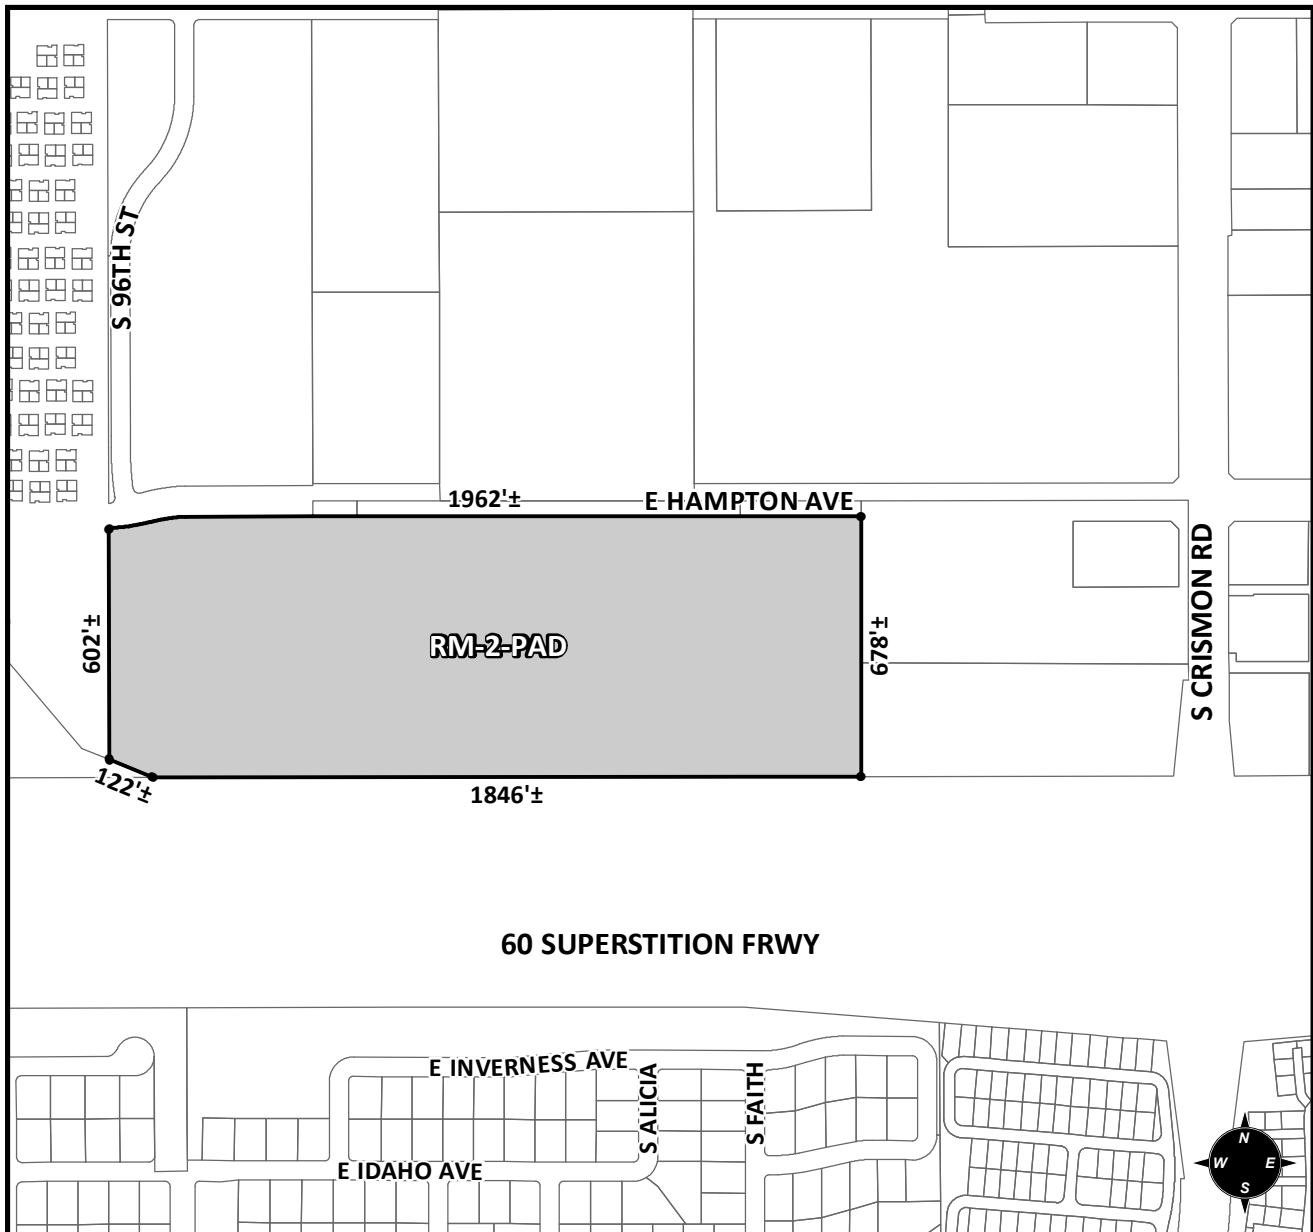 S 96TH ST
1962'±
E HAMPTON AVE
602'±
RM-2-PAD
678'±
S CRISMON RD
122'±
1846'±
60 SUPERSTITION FRWY
E INVERNESS AVE
S ALICIA
S FAITH
E IDAHO AVE
N
W E
S